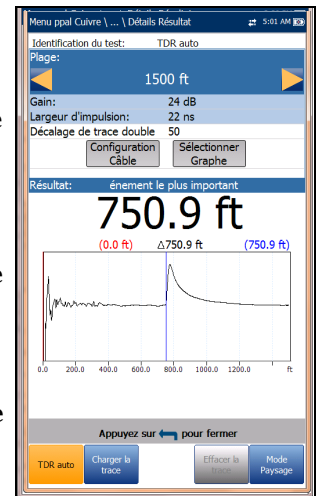 Menu ppal Cuivre \ ... \ Détails Résultat 5:01 AM
Identification du test: TDR auto
Plage:
1500 ft
Gain: 24 dB
Largeur d'impulsion: 22 ns
Décalage de trace double 50
Configuration Câble
Sélectionner Graphe
Résultat: énement le plus important
750.9 ft
(0.0 ft) Δ750.9 ft (750.9 ft)
0.0 200.0 400.0 600.0 800.0 1000.0 1200.0 ft
Appuyez sur pour fermer
TDR auto
Charger la trace
Effacer la trace
Mode Paysage
e
e
e